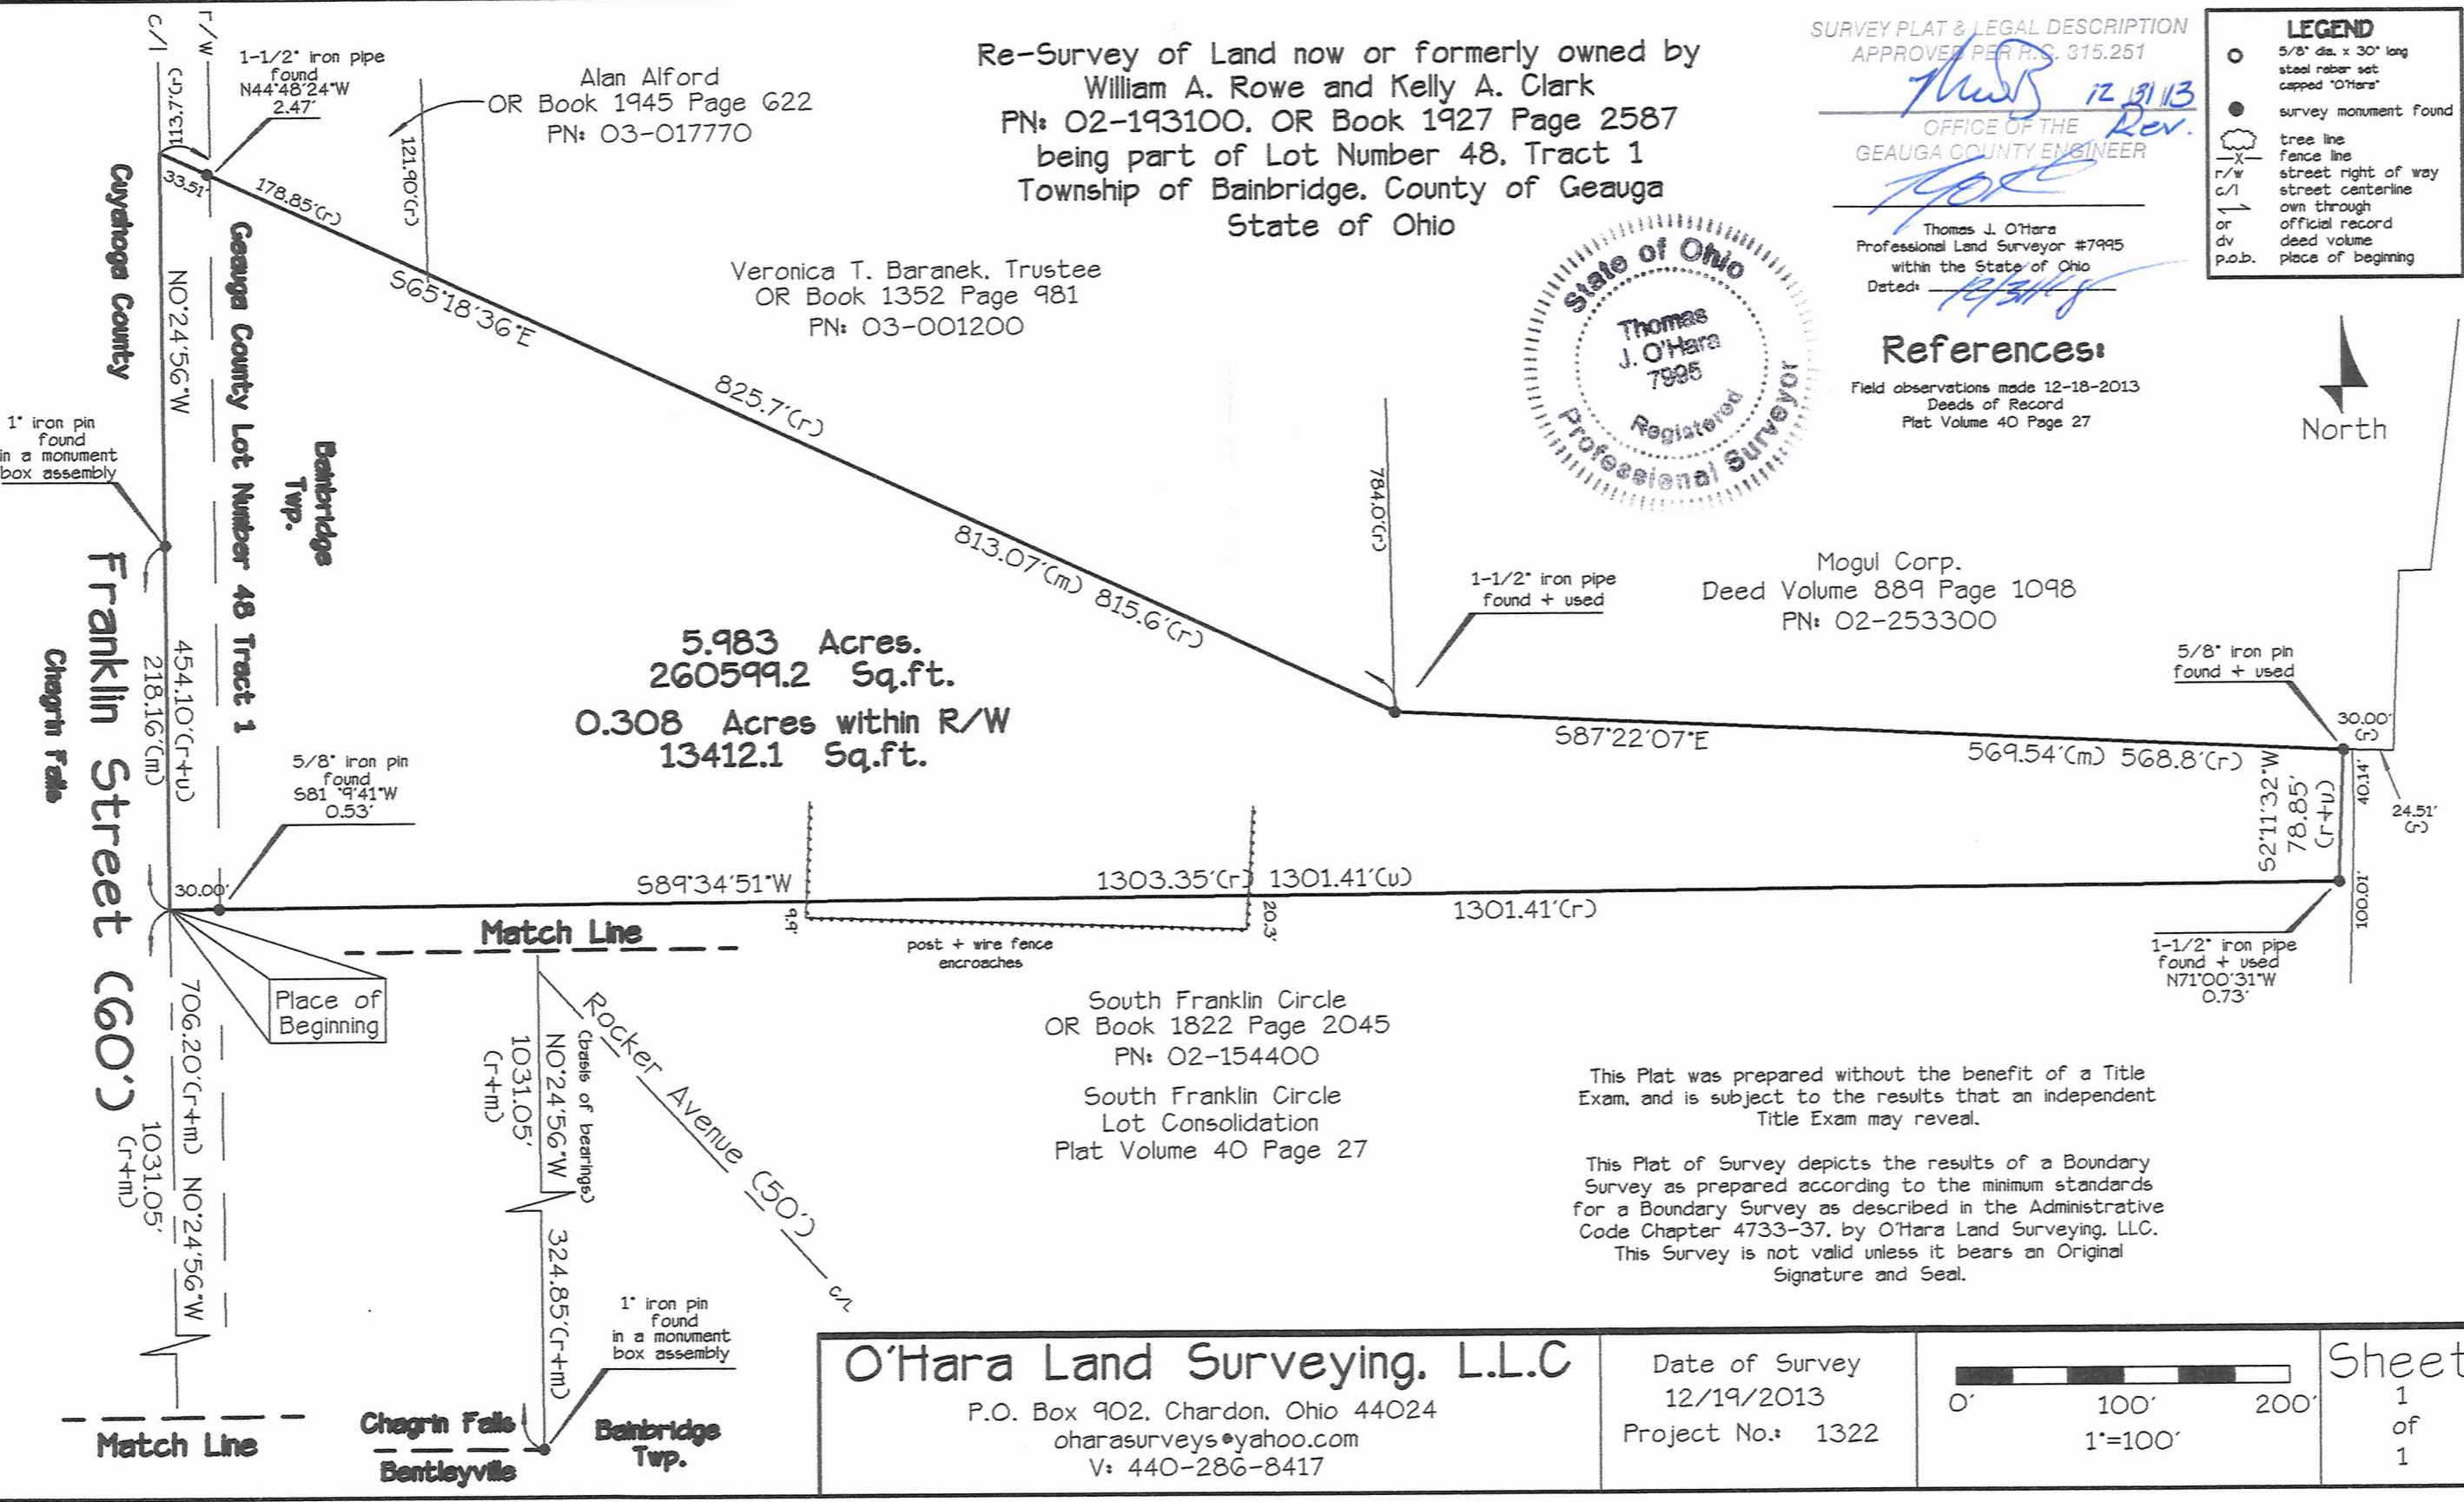 c/l
r/w
113.7'(r)
1-1/2" iron pipe
found
N44°48'24"W
2.47'
33.51'
178.85'(r)
121.90'(r)
Alan Alford
OR Book 1945 Page 622
PN: 03-017770
Re-Survey of Land now or formerly owned by
William A. Rowe and Kelly A. Clark
PN: 02-193100, OR Book 1927 Page 2587
being part of Lot Number 48, Tract 1
Township of Bainbridge, County of Geauga
State of Ohio
SURVEY PLAT & LEGAL DESCRIPTION
APPROVED PER R.C. 315.251
12/31/13
Rev.
OFFICE OF THE
GEAUGA COUNTY ENGINEER
Thomas J. O'Hara
Professional Land Surveyor #7995
within the State of Ohio
Dated:
LEGEND
5/8" dia. x 30" long
steel rebar set
capped "O'Hara"
survey monument found
tree line
—X— fence line
r/w street right of way
c/l street centerline
own through
or official record
dv deed volume
p.o.b. place of beginning
State of Ohio
Thomas
J. O'Hara
7995
Registered
Professional Surveyor
References:
Field observations made 12-18-2013
Deeds of Record
Plat Volume 40 Page 27
North
Veronica T. Baranek, Trustee
OR Book 1352 Page 981
PN: 03-001200
Cuyahoga County
N0°24'56"W
Geauga County Lot Number 48 Tract 1
Bainbridge
Twp.
S65°18'36"E
825.7'(r)
813.07'(m) 815.6'(r)
784.0'(r)
1" iron pin
found
in a monument
box assembly
1-1/2" iron pipe
found + used
Mogul Corp.
Deed Volume 889 Page 1098
PN: 02-253300
5/8" iron pin
found + used
30.00'
(r)
Franklin Street (60')
Chagrin Falls
454.10'(r+u)
218.16'(m)
5.983 Acres.
260599.2 Sq.ft.
0.308 Acres within R/W
13412.1 Sq.ft.
S87°22'07"E
569.54'(m) 568.8'(r)
S2°11'32"W
78.85'
(r+u)
40.14'
24.51'
100.01'
5/8" iron pin
found
S81°9'41"W
0.53'
30.00'
S89°34'51"W
1303.35'(r) 1301.41'(u)
1301.41'(r)
9.9'
20.3'
post + wire fence
encroaches
1-1/2" iron pipe
found + used
N71°00'31"W
0.73'
Match Line
Place of
Beginning
706.20'(r+m) N0°24'56"W
1031.05'
(r+m)
(basis of bearings)
N0°24'56"W
1031.05'
(r+m)
324.85'(r+m)
Rocker Avenue (50')
c/l
South Franklin Circle
OR Book 1822 Page 2045
PN: 02-154400
South Franklin Circle
Lot Consolidation
Plat Volume 40 Page 27
This Plat was prepared without the benefit of a Title
Exam, and is subject to the results that an independent
Title Exam may reveal.
This Plat of Survey depicts the results of a Boundary
Survey as prepared according to the minimum standards
for a Boundary Survey as described in the Administrative
Code Chapter 4733-37, by O'Hara Land Surveying, LLC.
This Survey is not valid unless it bears an Original
Signature and Seal.
1" iron pin
found
in a monument
box assembly
Match Line
Chagrin Falls
Bentleyville
Bainbridge
Twp.
O'Hara Land Surveying, L.L.C
P.O. Box 902, Chardon, Ohio 44024
oharasurveys@yahoo.com
V: 440-286-8417
Date of Survey
12/19/2013
Project No.: 1322
0' 100' 200'
1"=100'
Sheet
1
of
1